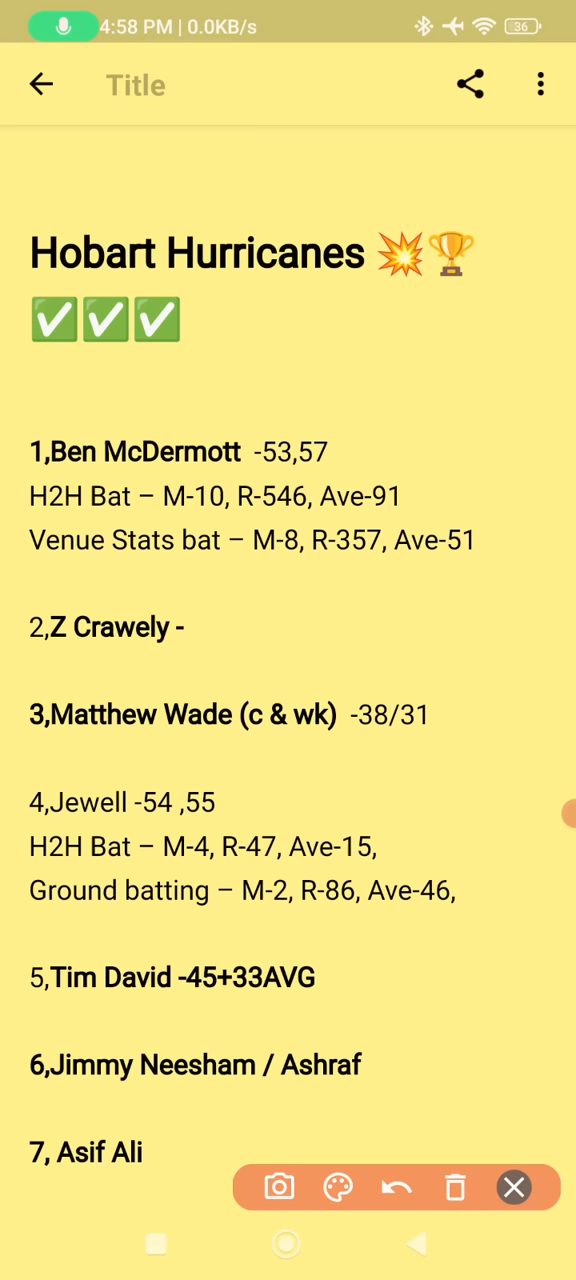 4:58 PM | 0.0KB/s
36
Title
Hobart Hurricanes 💥🏆
✅✅✅
1,Ben McDermott -53,57
H2H Bat – M-10, R-546, Ave-91
Venue Stats bat – M-8, R-357, Ave-51
2,Z Crawely -
3,Matthew Wade (c & wk) -38/31
4,Jewell -54 ,55
H2H Bat – M-4, R-47, Ave-15,
Ground batting – M-2, R-86, Ave-46,
5,Tim David -45+33AVG
6,Jimmy Neesham / Ashraf
7, Asif Ali